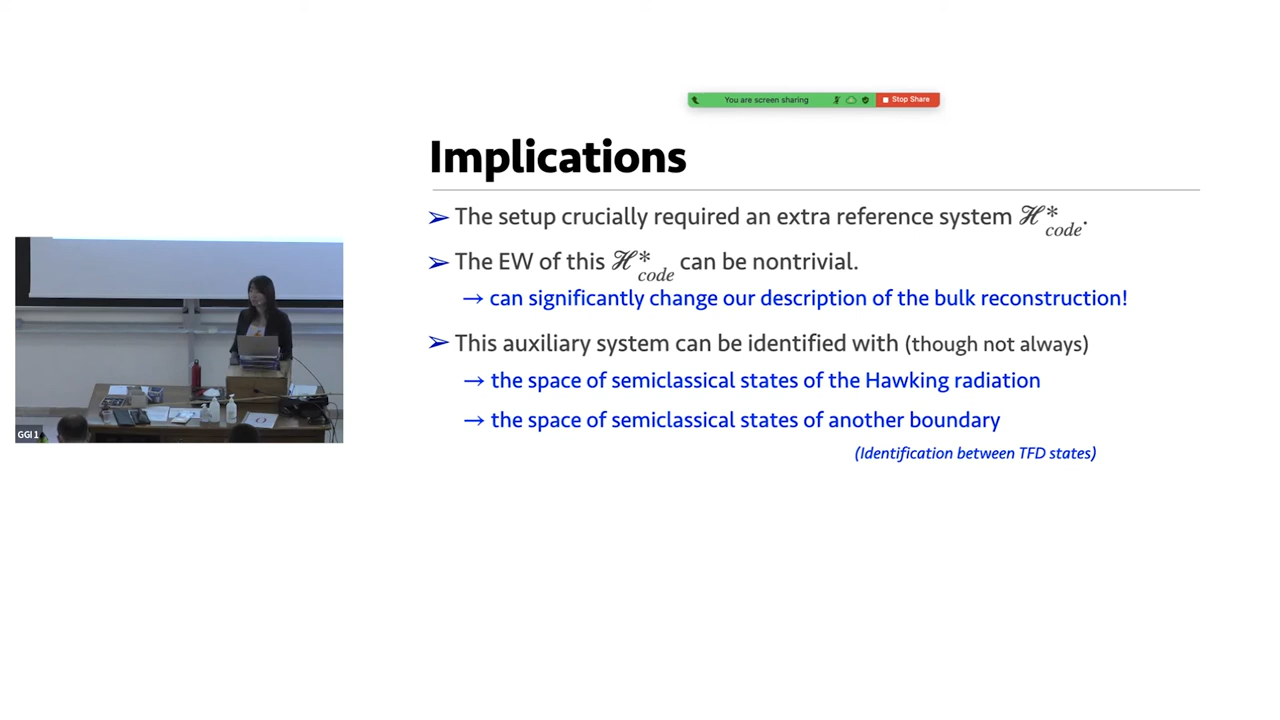 You are screen sharing
Stop Share
Implications
➢ The setup crucially required an extra reference system ℋ*code.
➢ The EW of this ℋ*code can be nontrivial.
→ can significantly change our description of the bulk reconstruction!
➢ This auxiliary system can be identified with (though not always)
→ the space of semiclassical states of the Hawking radiation
→ the space of semiclassical states of another boundary
(Identification between TFD states)
GGI 1